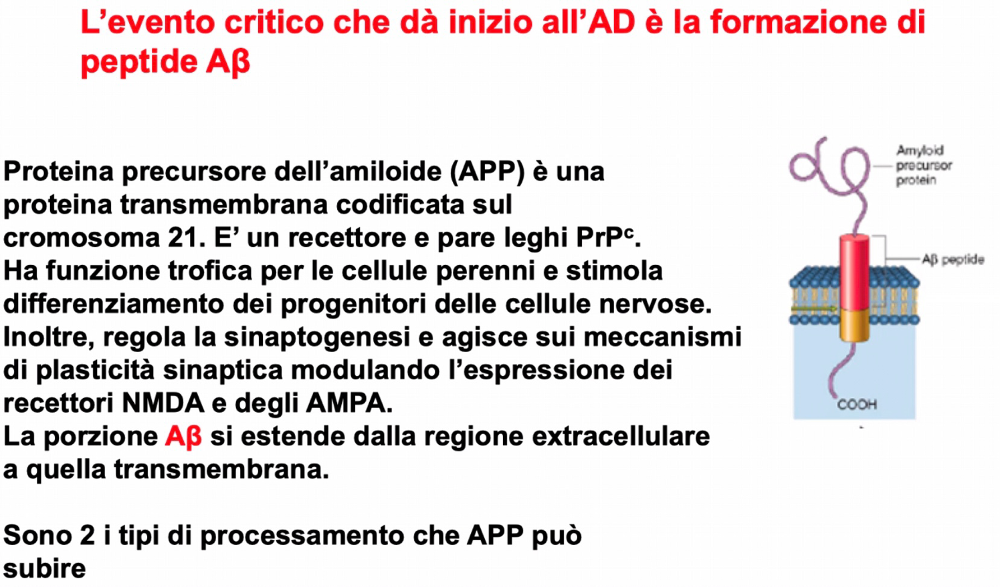 L’evento critico che dà inizio all’AD è la formazione di
peptide Aβ
Proteina precursore dell’amiloide (APP) è una
proteina transmembrana codificata sul
cromosoma 21. E’ un recettore e pare leghi PrPᶜ.
Ha funzione trofica per le cellule perenni e stimola
differenziamento dei progenitori delle cellule nervose.
Inoltre, regola la sinaptogenesi e agisce sui meccanismi
di plasticità sinaptica modulando l’espressione dei
recettori NMDA e degli AMPA.
La porzione Aβ si estende dalla regione extracellulare
a quella transmembrana.
Sono 2 i tipi di processamento che APP può
subire
Amyloid
precursor
protein
Aβ peptide
COOH